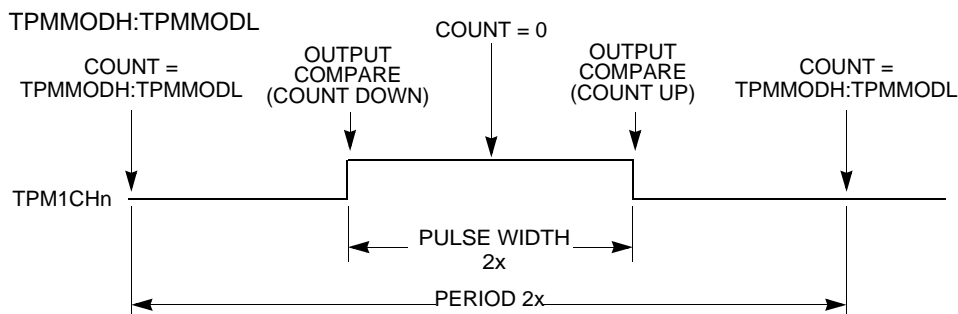 TPMMODH:TPMMODL
COUNT = 0
COUNT =
TPMMODH:TPMMODL
OUTPUT
COMPARE
(COUNT DOWN)
OUTPUT
COMPARE
(COUNT UP)
COUNT =
TPMMODH:TPMMODL
TPM1CHn
PULSE WIDTH
2x
PERIOD 2x